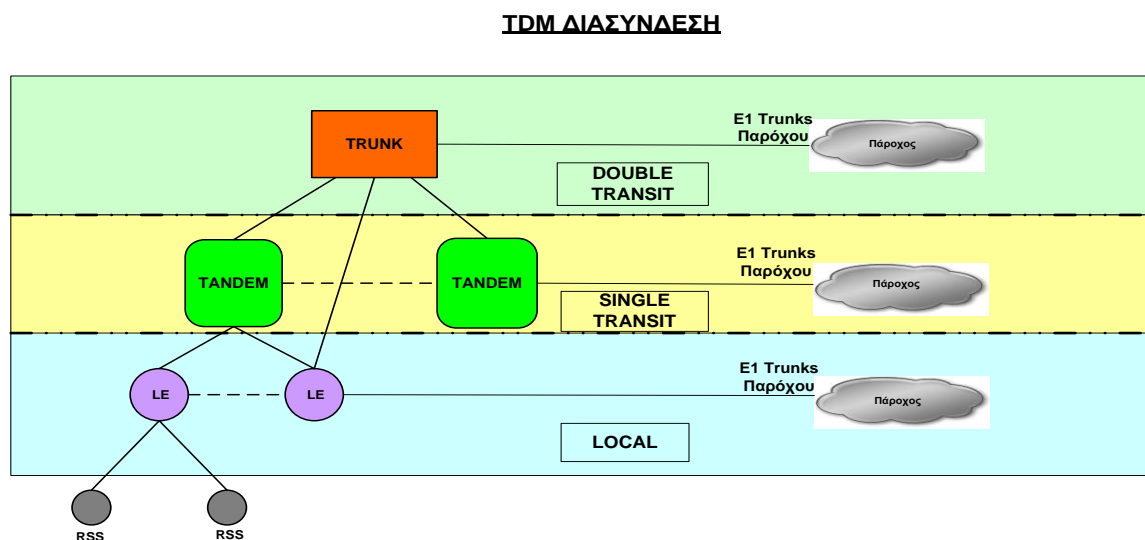 TDM ΔΙΑΣΥΝΔΕΣΗ
TRUNK
E1 Trunks
Παρόχου
Πάροχος
DOUBLE
TRANSIT
TANDEM
TANDEM
E1 Trunks
Παρόχου
Πάροχος
SINGLE
TRANSIT
LE
LE
E1 Trunks
Παρόχου
Πάροχος
LOCAL
RSS
RSS